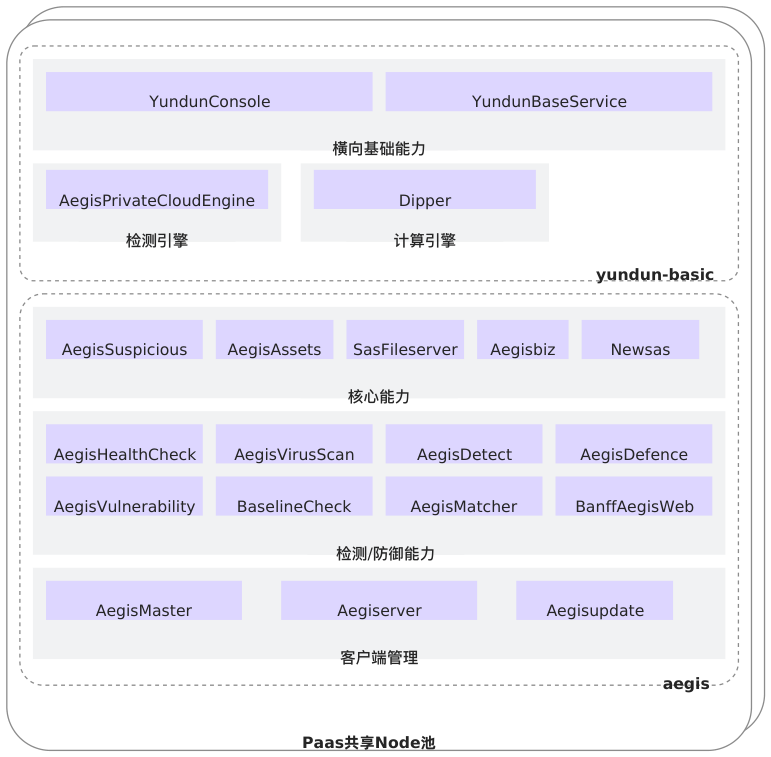 YundunConsole YundunBaseService
横向基础能力
AegisPrivateCloudEngine Dipper
检测引擎 计算引擎
yundun-basic
AegisSuspicious AegisAssets SasFileserver Aegisbiz Newsas
核心能力
AegisHealthCheck AegisVirusScan AegisDetect AegisDefence
AegisVulnerability BaselineCheck AegisMatcher BanffAegisWeb
检测/防御能力
AegisMaster Aegiserver Aegisupdate
客户端管理
aegis
Paas共享Node池